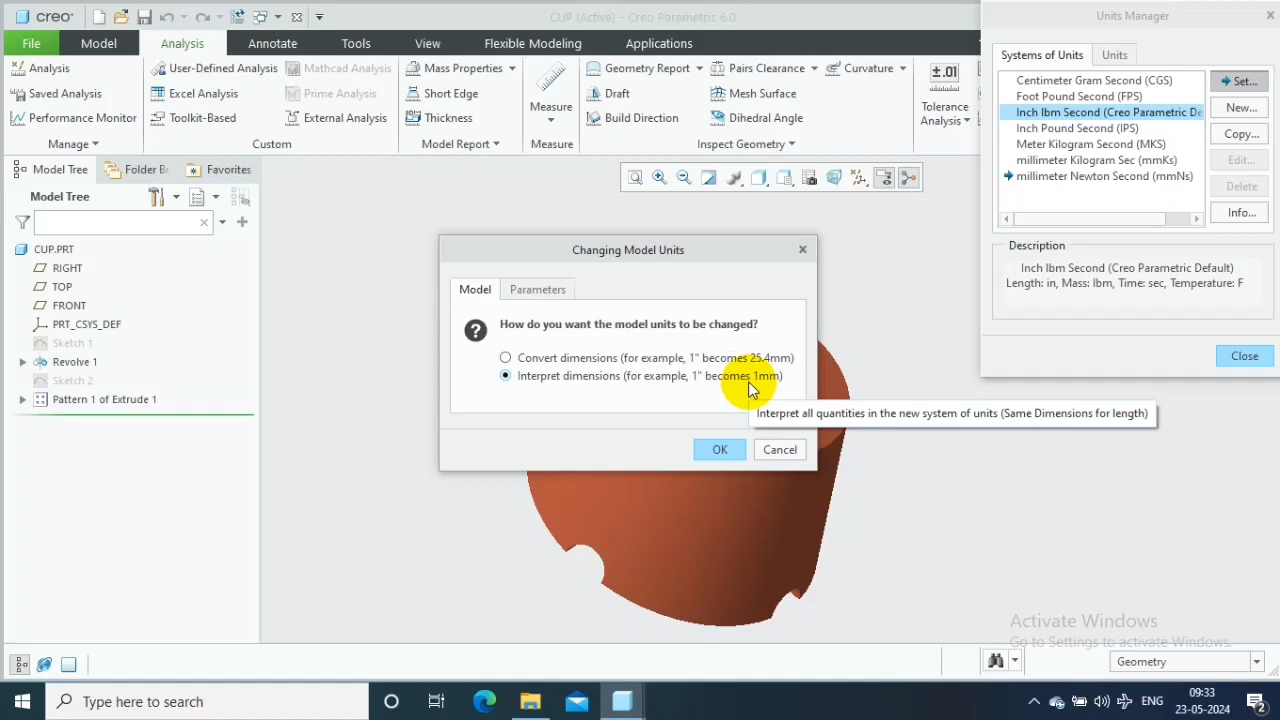 creo
CUP (Active) - Creo Parametric 6.0
Units Manager
File
Model
Analysis
Annotate
Tools
View
Flexible Modeling
Applications
Analysis
Saved Analysis
Performance Monitor
Manage
User-Defined Analysis
Excel Analysis
Toolkit-Based
Mathcad Analysis
Prime Analysis
External Analysis
Custom
Mass Properties
Short Edge
Thickness
Model Report
Measure
Measure
Geometry Report
Draft
Build Direction
Pairs Clearance
Mesh Surface
Dihedral Angle
Curvature
Inspect Geometry
±.01
Tolerance
Analysis
Systems of Units
Units
Centimeter Gram Second (CGS)
Foot Pound Second (FPS)
Inch lbm Second (Creo Parametric De
Inch Pound Second (IPS)
Meter Kilogram Second (MKS)
millimeter Kilogram Sec (mmKs)
millimeter Newton Second (mmNs)
Set...
New...
Copy...
Edit...
Delete
Info...
Description
Inch lbm Second (Creo Parametric Default)
Length: in, Mass: lbm, Time: sec, Temperature: F
Close
Model Tree
Folder B
Favorites
Model Tree
CUP.PRT
RIGHT
TOP
FRONT
PRT_CSYS_DEF
Sketch 1
Revolve 1
Sketch 2
Pattern 1 of Extrude 1
Changing Model Units
Model
Parameters
How do you want the model units to be changed?
Convert dimensions (for example, 1" becomes 25.4mm)
Interpret dimensions (for example, 1" becomes 1mm)
Interpret all quantities in the new system of units (Same Dimensions for length)
OK
Cancel
Activate Windows
Go to Settings to activate Windows.
Geometry
Type here to search
ENG
09:33
23-05-2024
2